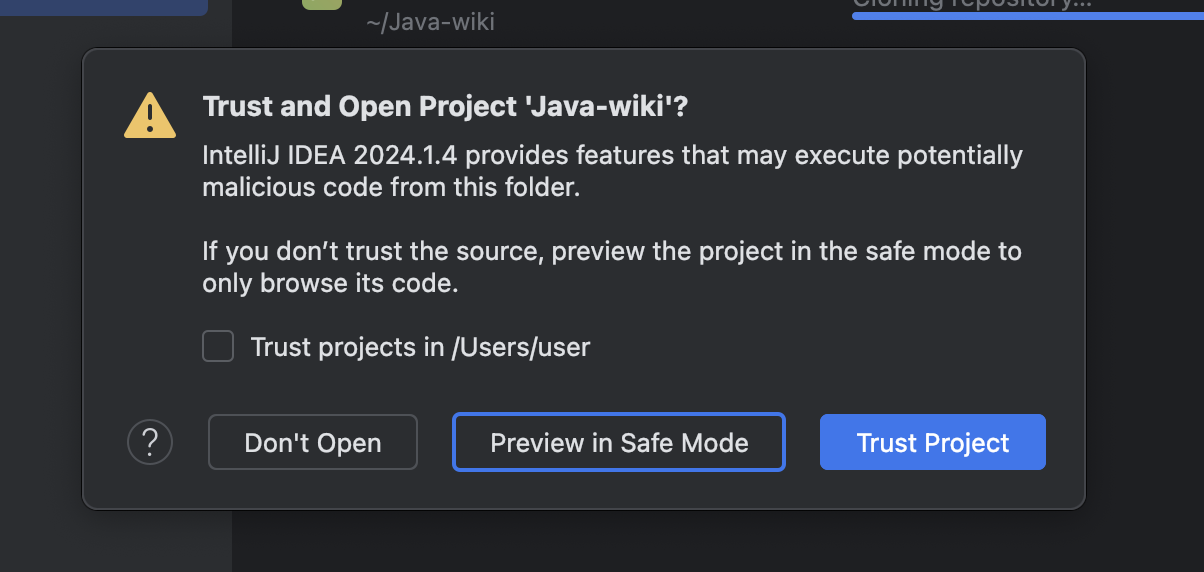 ~/Java-wiki
Cloning repository...
Trust and Open Project 'Java-wiki'?
IntelliJ IDEA 2024.1.4 provides features that may execute potentially
malicious code from this folder.
If you don’t trust the source, preview the project in the safe mode to
only browse its code.
Trust projects in /Users/user
?
Don't Open
Preview in Safe Mode
Trust Project